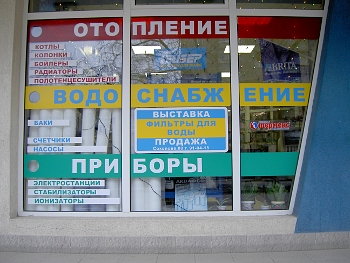 ОТОПЛЕНИЕ
КОТЛЫ
КОЛОНКИ
БОЙЛЕРЫ
РАДИАТОРЫ
ПОЛОТЕНЦЕСУШИТЕЛИ
ВОДОСНАБЖЕНИЕ
БАКИ
СЧЕТЧИКИ
НАСОСЫ
ВЫСТАВКА
ФИЛЬТРЫ ДЛЯ
ВОДЫ
ПРОДАЖА
ПРИБОРЫ
ЭЛЕКТРОСТАНЦИИ
СТАБИЛИЗАТОРЫ
ИОНИЗАТОРЫ